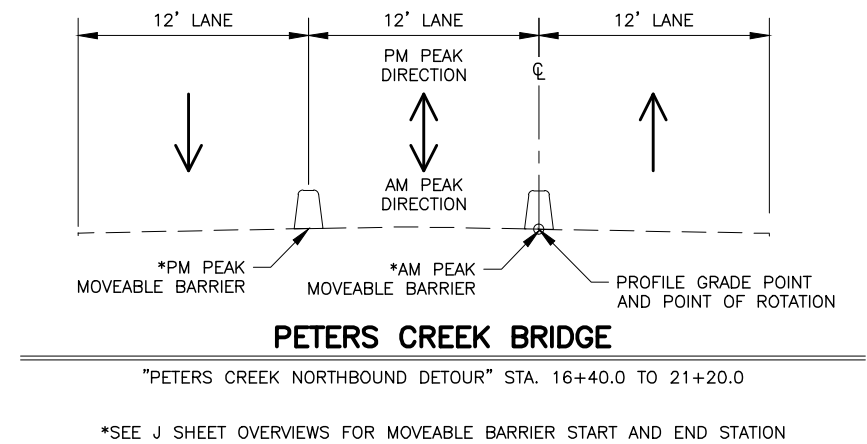 12' LANE
12' LANE
12' LANE
PM PEAK
DIRECTION
℄
AM PEAK
DIRECTION
*PM PEAK
MOVEABLE BARRIER
*AM PEAK
MOVEABLE BARRIER
PROFILE GRADE POINT
AND POINT OF ROTATION
PETERS CREEK BRIDGE
"PETERS CREEK NORTHBOUND DETOUR" STA. 16+40.0 TO 21+20.0
*SEE J SHEET OVERVIEWS FOR MOVEABLE BARRIER START AND END STATION